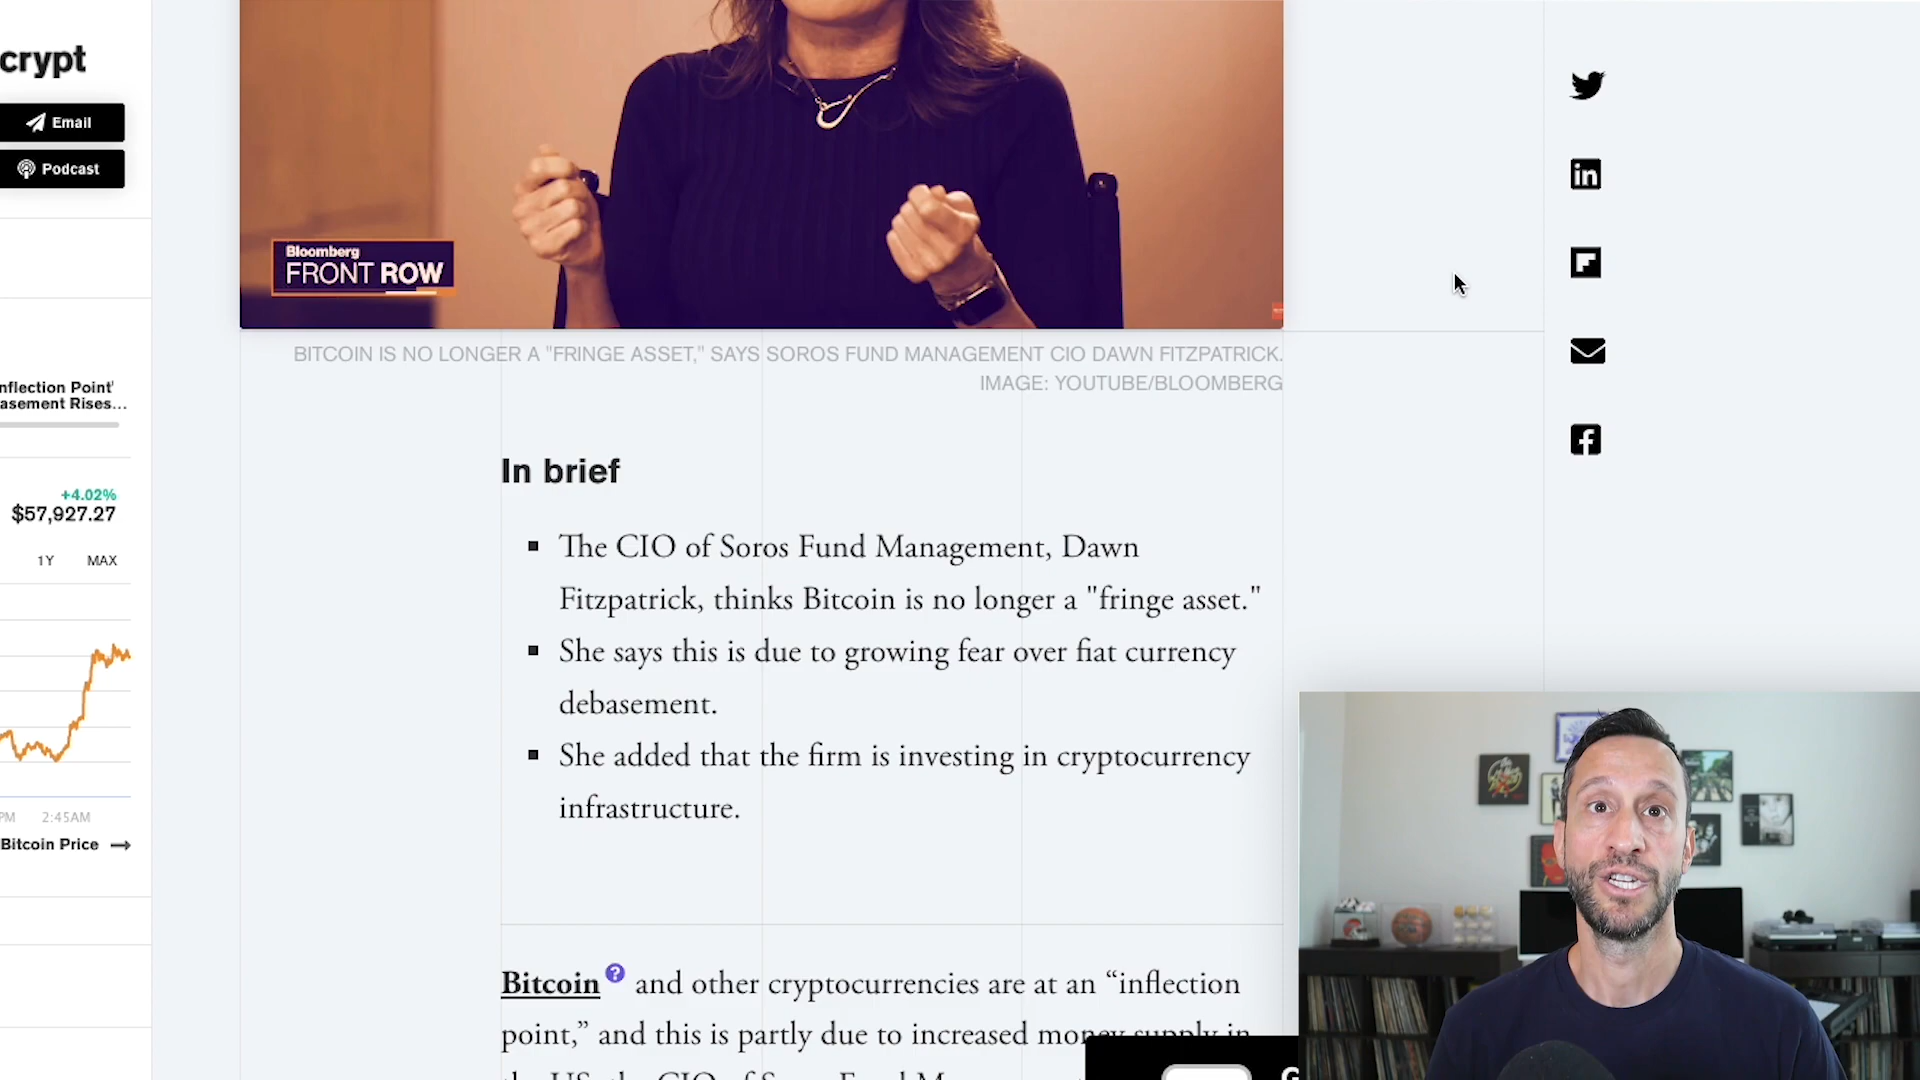 crypt
Email
Podcast
nflection Point'
asement Rises...
+4.02%
$57,927.27
1Y MAX
PM 2:45AM
Bitcoin Price
Bloomberg
FRONT ROW
BITCOIN IS NO LONGER A "FRINGE ASSET," SAYS SOROS FUND MANAGEMENT CIO DAWN FITZPATRICK.
IMAGE: YOUTUBE/BLOOMBERG
In brief
The CIO of Soros Fund Management, Dawn
Fitzpatrick, thinks Bitcoin is no longer a "fringe asset."
She says this is due to growing fear over fiat currency
debasement.
She added that the firm is investing in cryptocurrency
infrastructure.
Bitcoin ? and other cryptocurrencies are at an “inflection
point,” and this is partly due to increased money supply in